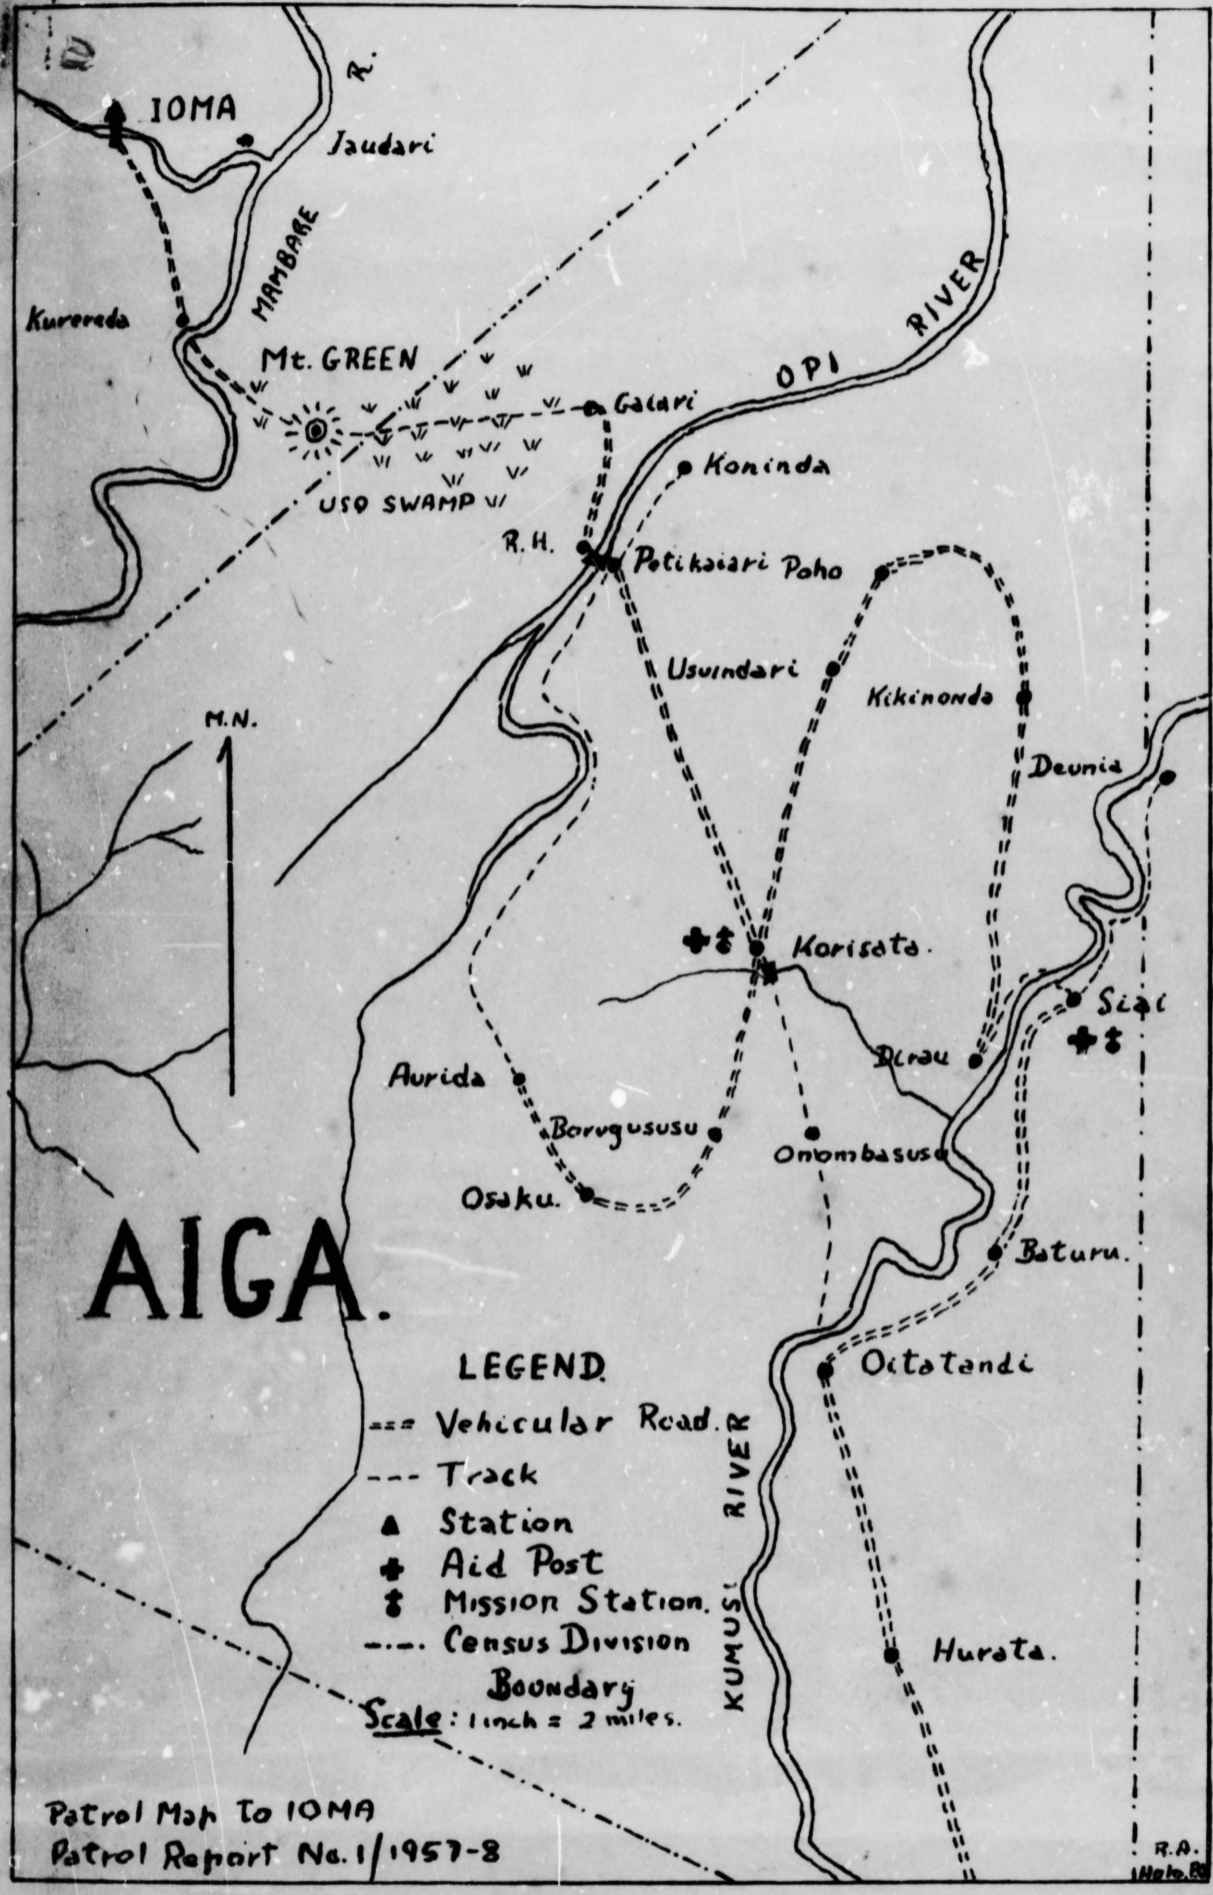 IOMA
R.
Jaudari
MAMBARE
Kurereda
Mt. GREEN
OPI RIVER
Gaiari
Koninda
USO SWAMP
R.H.
Petikaiari
Poho
Usuindari
Kikinonda
M.N.
Deunia
Korisata.
Siai
Dirau
Aurida
Borugususu
Onombasusu
Osaku.
Baturu.
AIGA.
Oitatandi
LEGEND.
=== Vehicular Road.
--- Track
Station
Aid Post
Mission Station.
—·—· Census Division
Boundary
Scale: 1 inch = 2 miles.
KUMUSI RIVER
Hurata.
Patrol Map to IOMA
Patrol Report No. 1/1957-8
R.A.